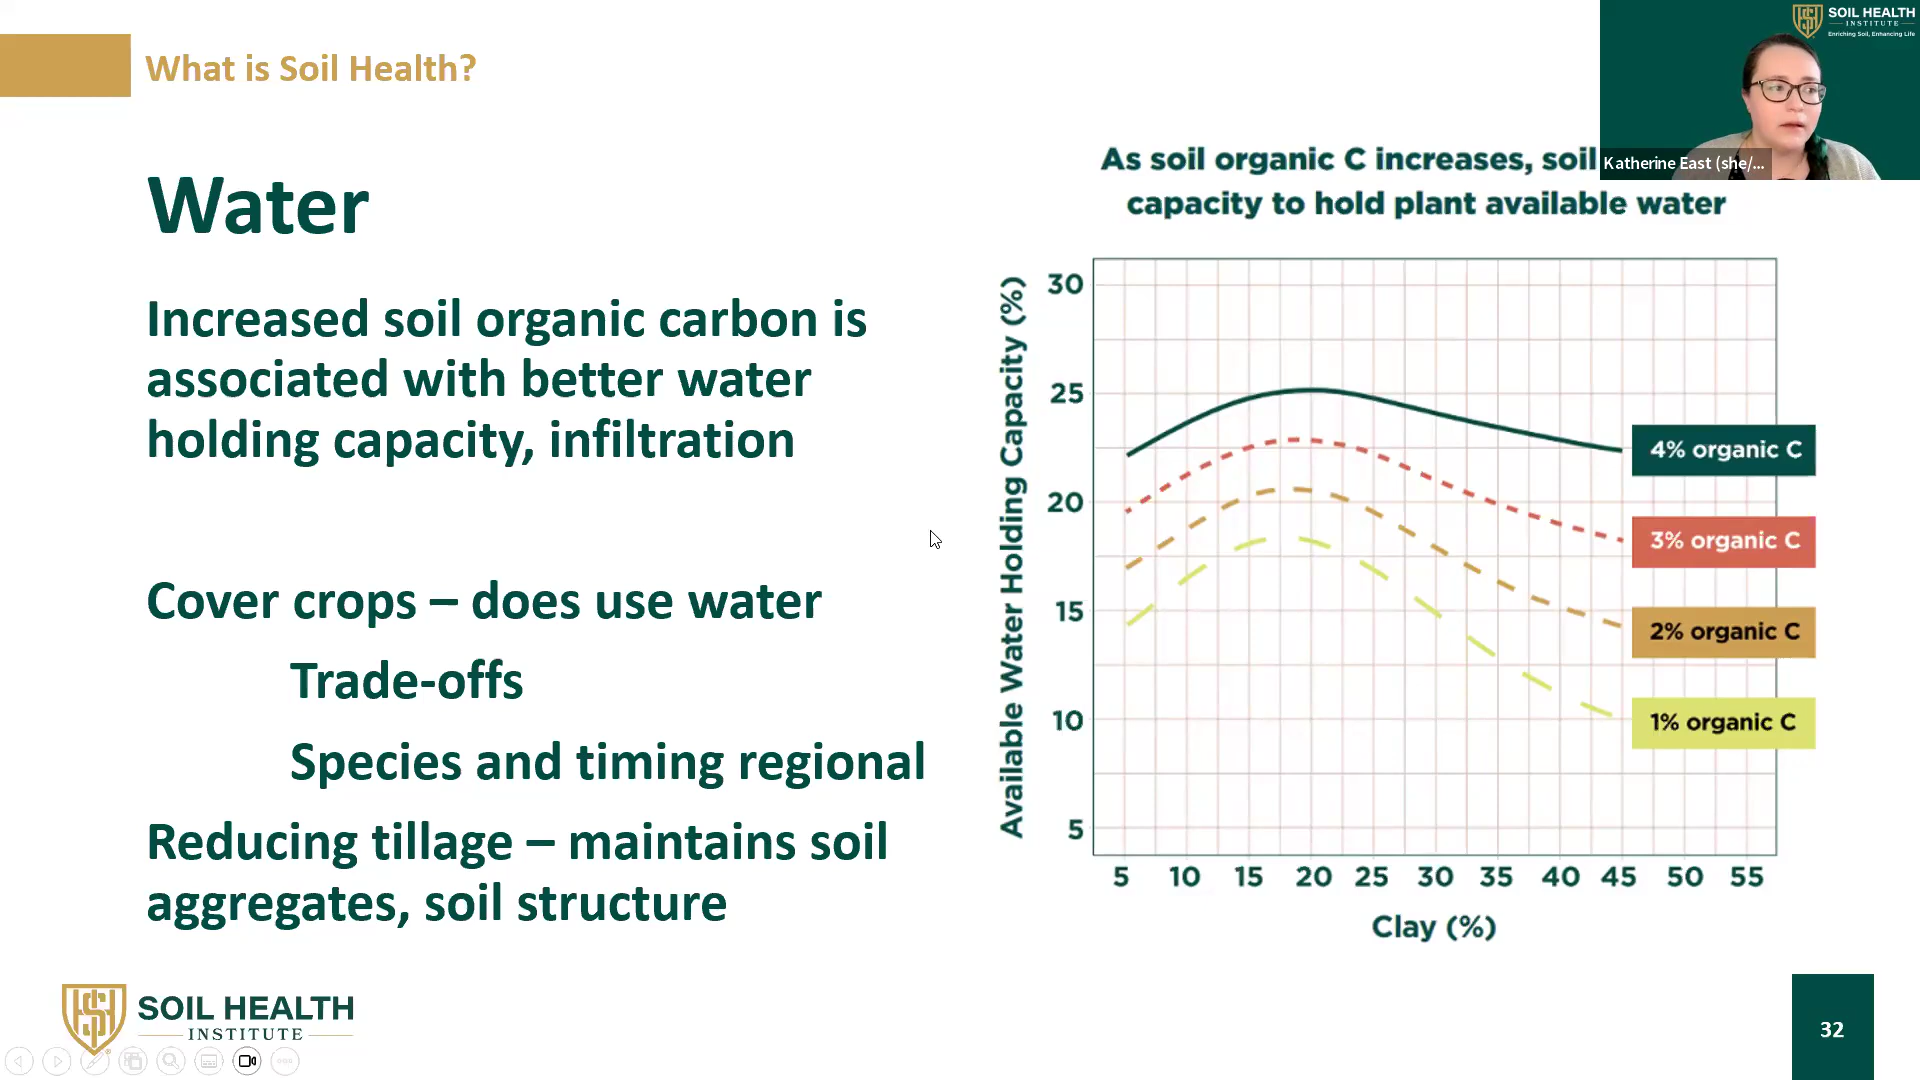 What is Soil Health?
SOIL HEALTH
INSTITUTE
Enriching Soil, Enhancing Life
Katherine East (she/...
Water
Increased soil organic carbon is
associated with better water
holding capacity, infiltration
Cover crops – does use water
Trade-offs
Species and timing regional
Reducing tillage – maintains soil
aggregates, soil structure
As soil organic C increases, soil
capacity to hold plant available water
Available Water Holding Capacity (%)
30
25
20
15
10
5
4% organic C
3% organic C
2% organic C
1% organic C
5 10 15 20 25 30 35 40 45 50 55
Clay (%)
SOIL HEALTH
INSTITUTE
32